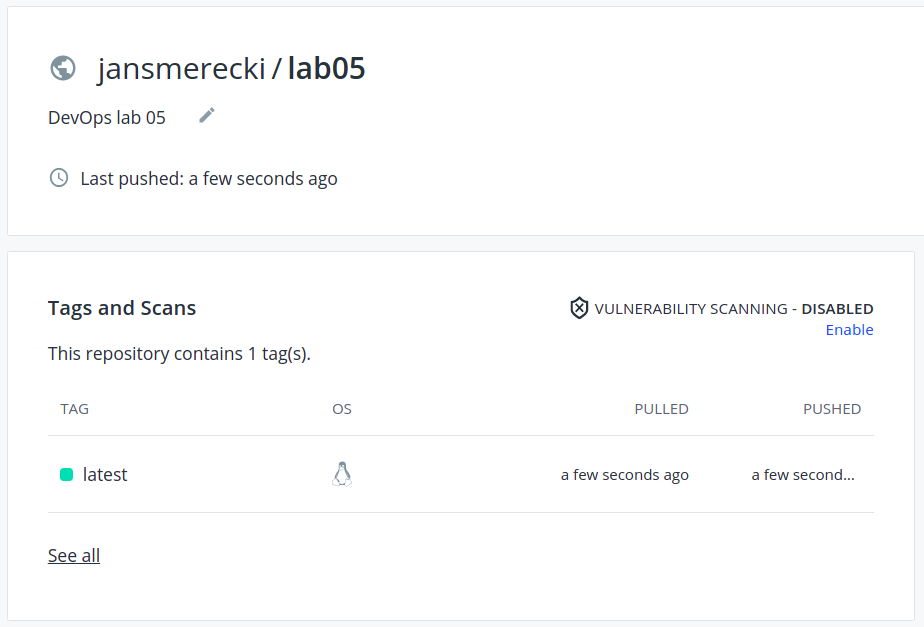 jansmerecki / lab05
DevOps lab 05
Last pushed: a few seconds ago
Tags and Scans
VULNERABILITY SCANNING - DISABLED
Enable
This repository contains 1 tag(s).
TAG OS PULLED PUSHED
latest a few seconds ago a few second...
See all